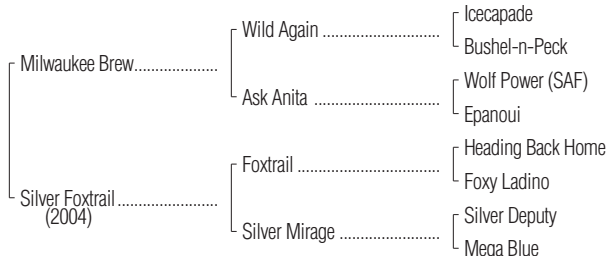 Icecapade
Wild Again
Bushel-n-Peck
Milwaukee Brew
Wolf Power (SAF)
Ask Anita
Epanoui
Heading Back Home
Foxtrail
Foxy Ladino
Silver Foxtrail
(2004)
Silver Deputy
Silver Mirage
Mega Blue